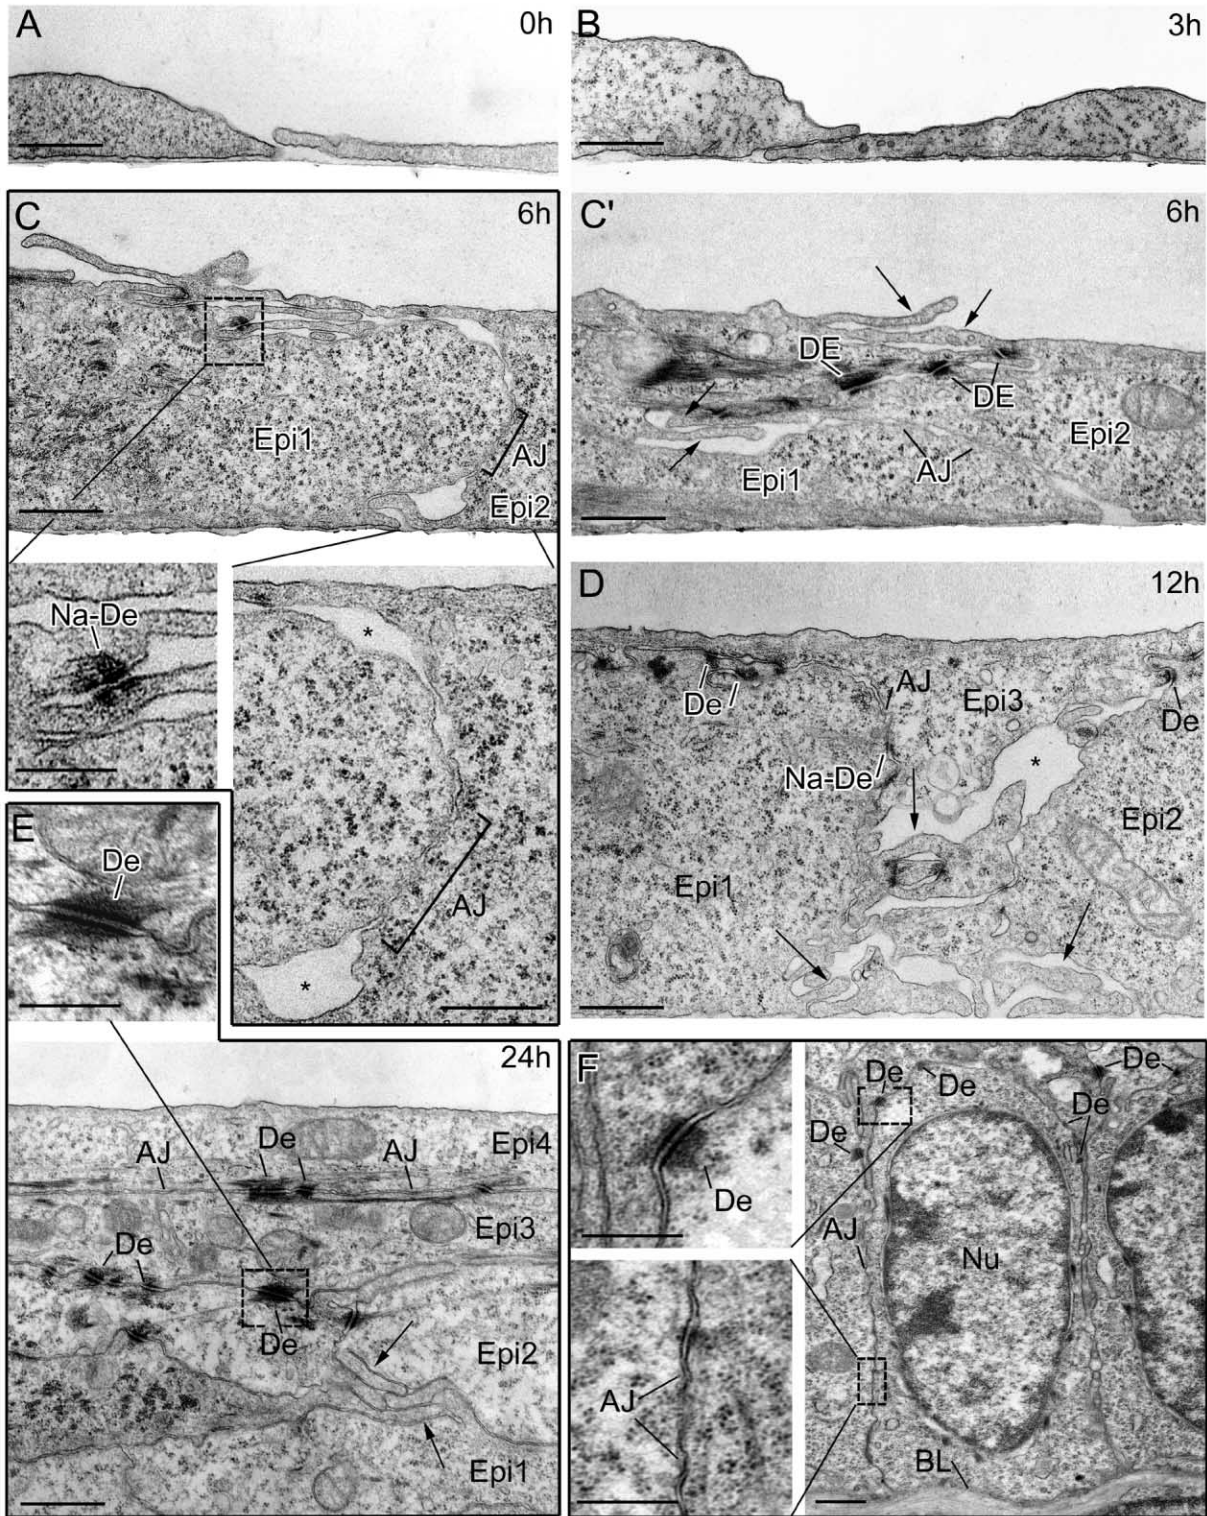 A 0h
B 3h
C 6h
Epi1
AJ
Epi2
C' 6h
DE
DE
Epi2
AJ
Epi1
Na-De
*
AJ
*
D 12h
De
AJ
Epi3
De
Na-De
*
Epi2
Epi1
E
De
24h
AJ
De
AJ
Epi4
Epi3
De
De
Epi2
Epi1
F
De
AJ
De
De
De
De
De
AJ
Nu
BL